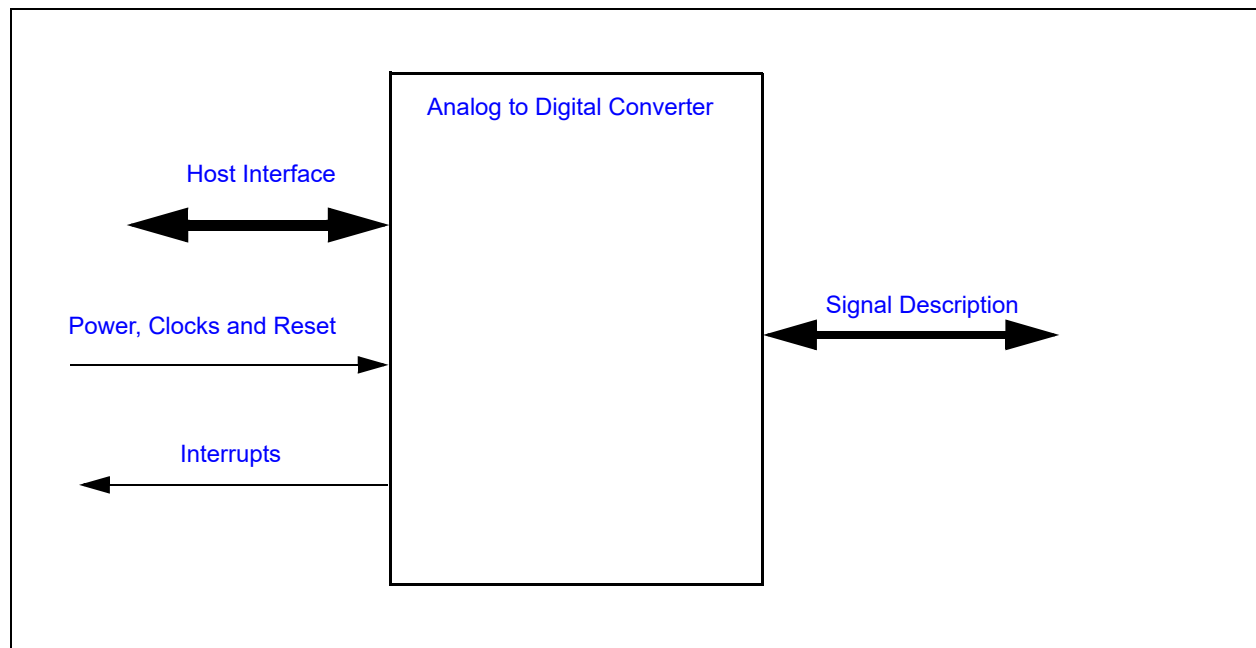 Analog to Digital Converter
Host Interface
Signal Description
Power, Clocks and Reset
Interrupts